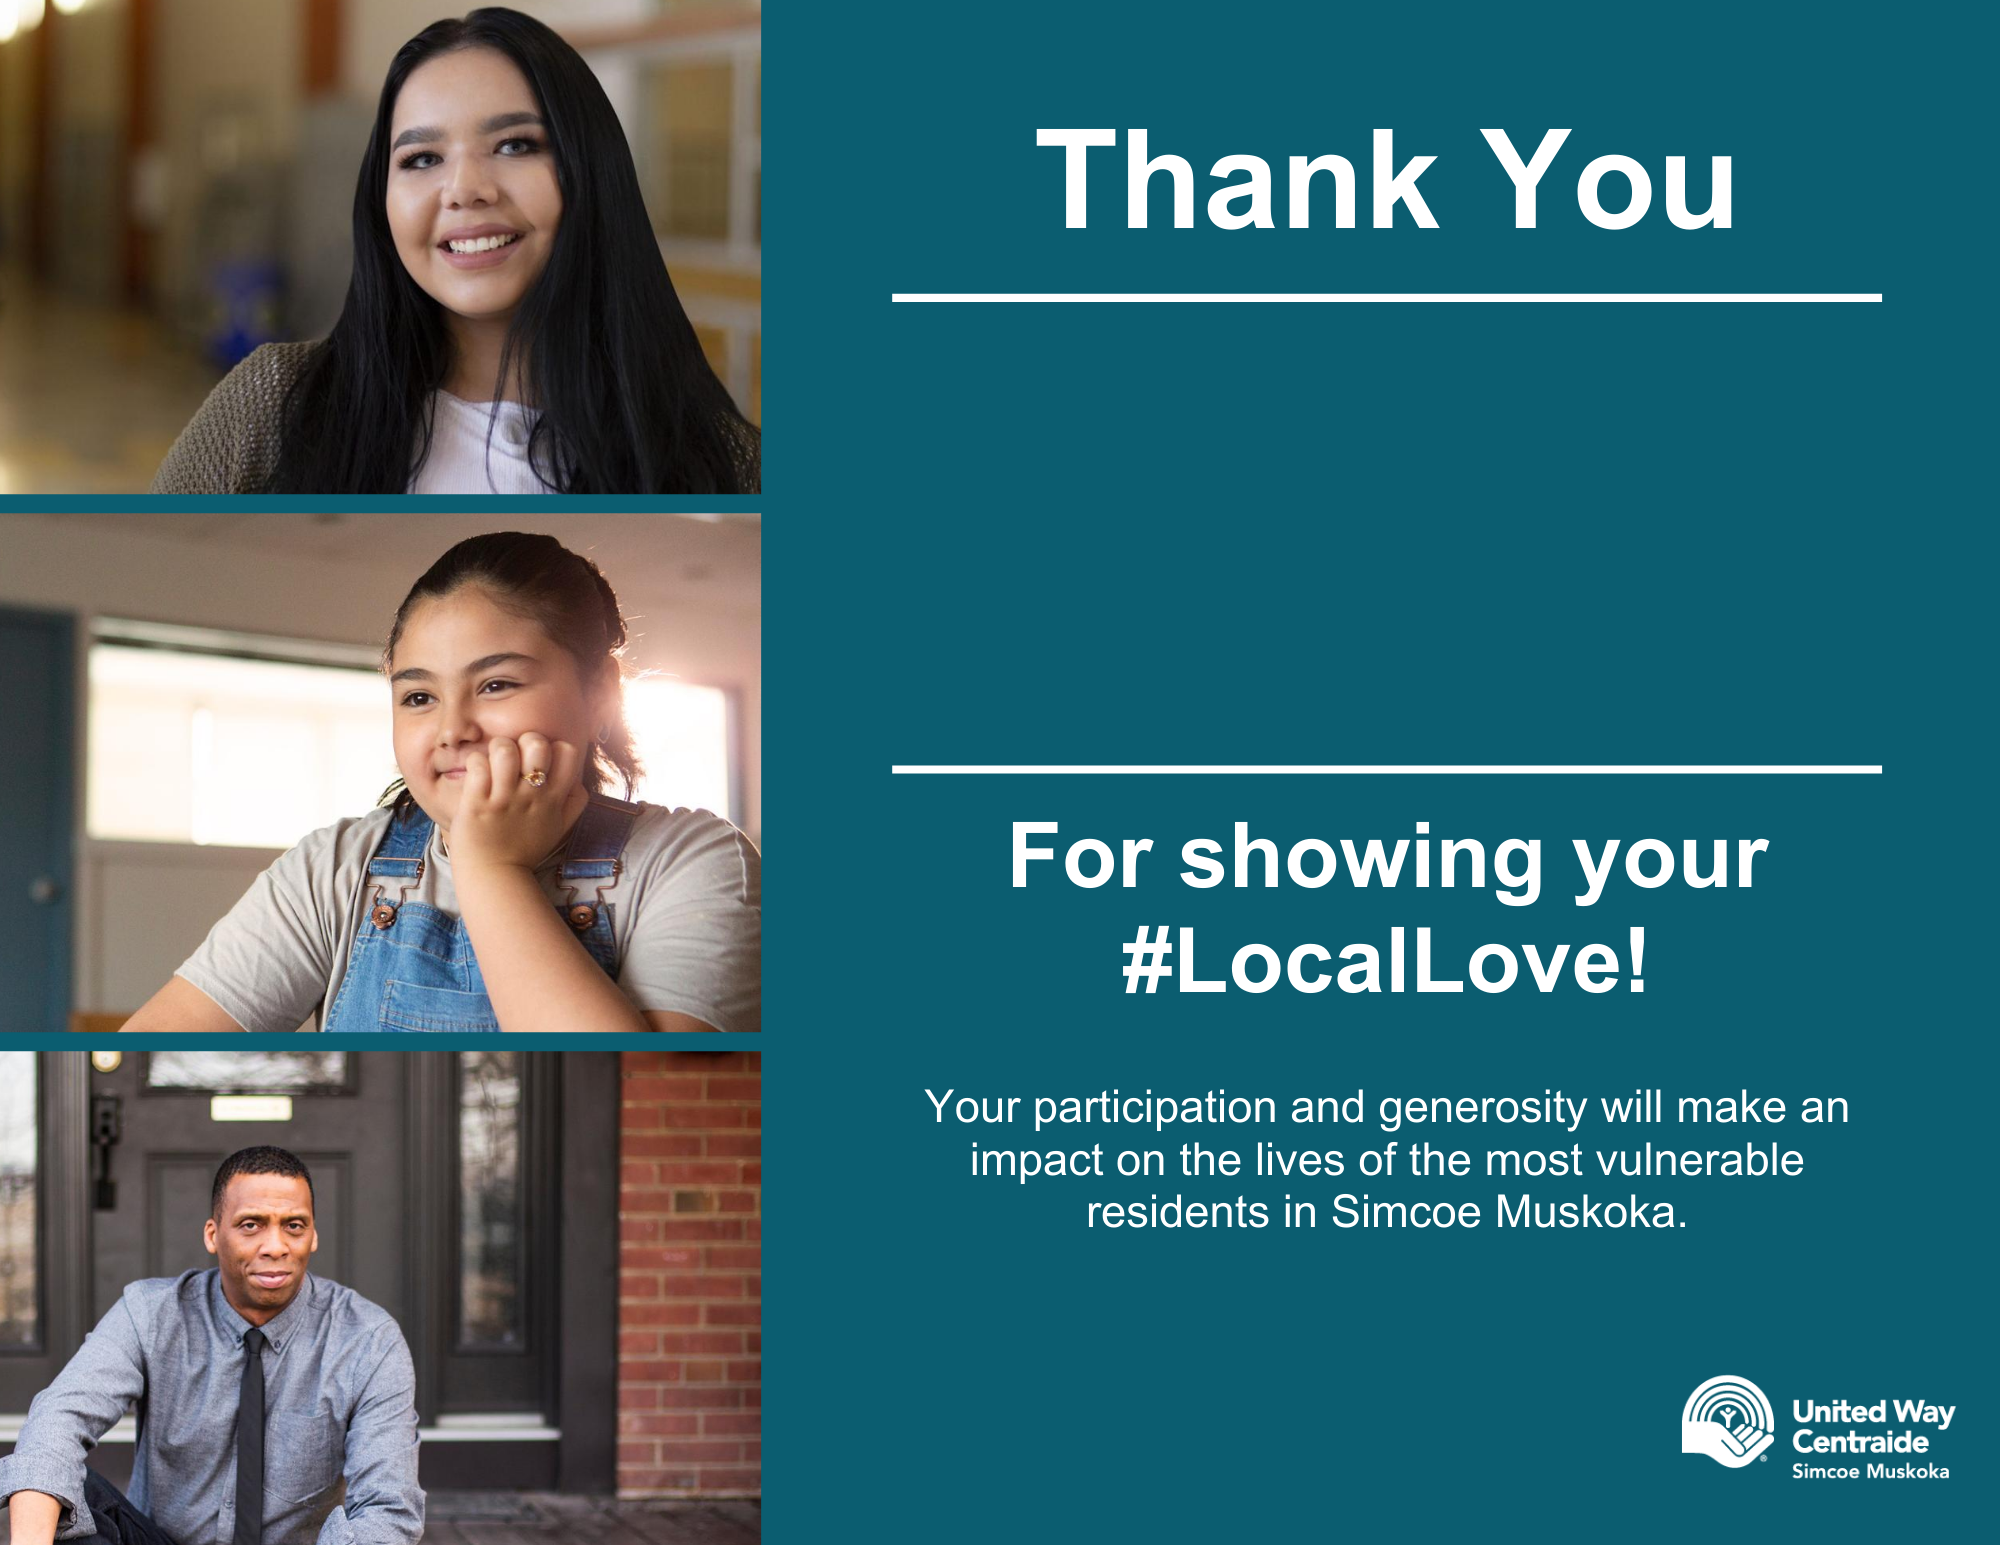 Thank You
For showing your
#LocalLove!
Your participation and generosity will make an
impact on the lives of the most vulnerable
residents in Simcoe Muskoka.
United Way
Centraide
Simcoe Muskoka